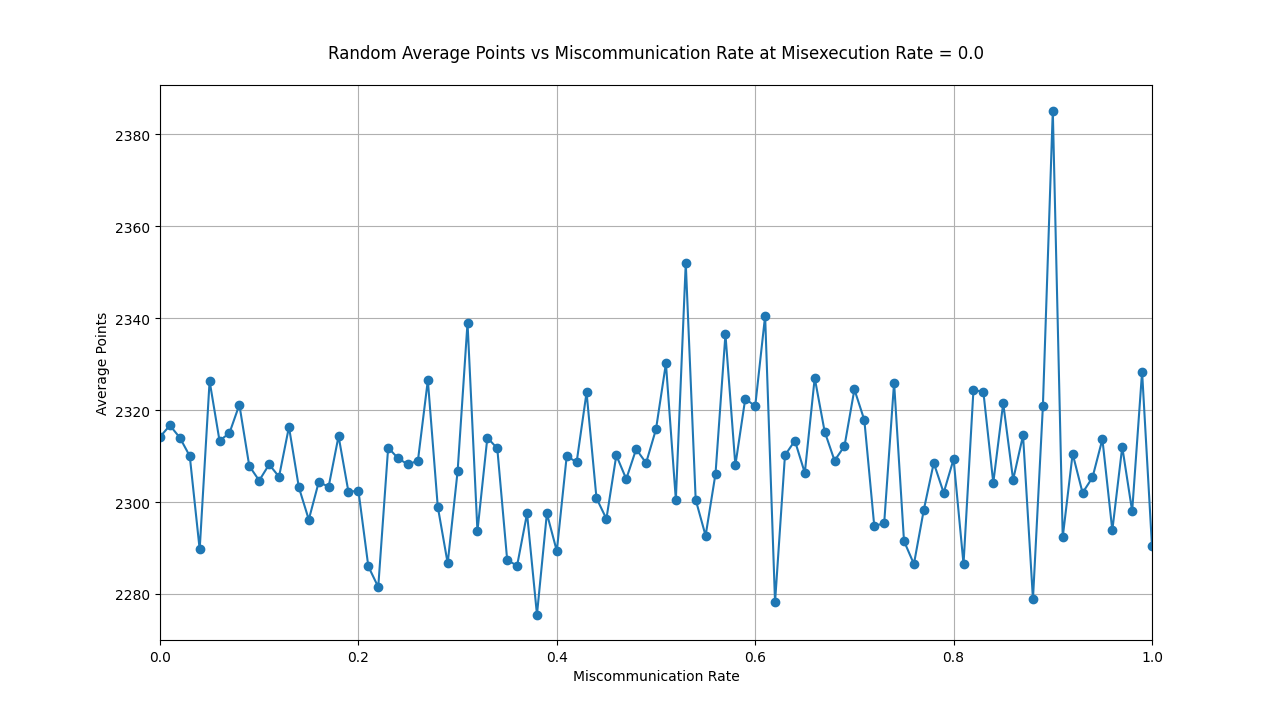 Random Average Points vs Miscommunication Rate at Misexecution Rate = 0.0
2380
2360
2340
2320
2300
2280
Average Points
0.0 0.2 0.4 0.6 0.8 1.0
Miscommunication Rate